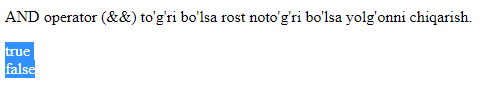 AND operator (&&) to'g'ri bo'lsa rost noto'g'ri bo'lsa yolg'onni chiqarish.
true
false